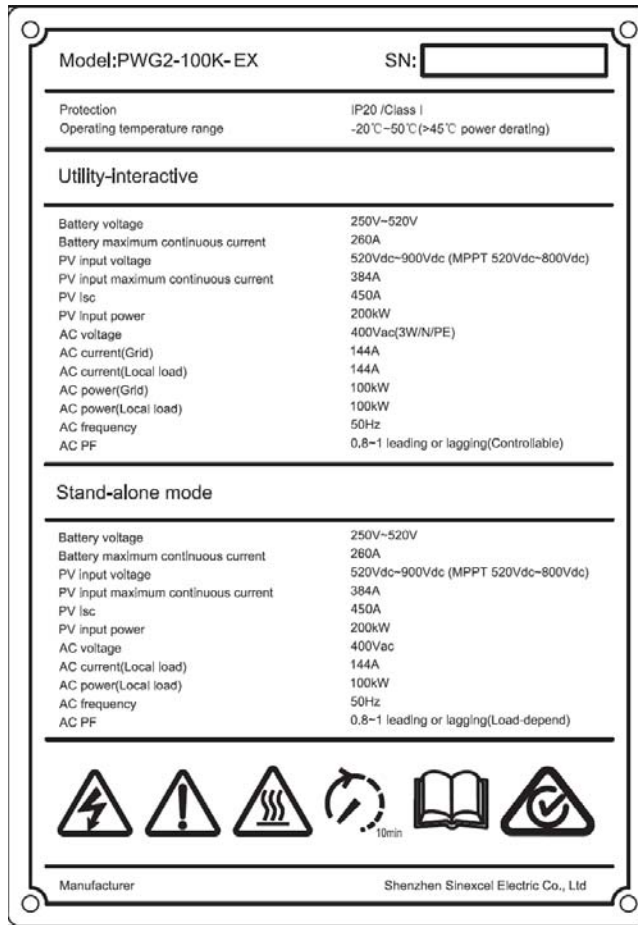 Model:PWG2-100K-EX SN:
Protection IP20 /Class I
Operating temperature range -20℃~50℃(>45℃ power derating)
Utility-interactive
Battery voltage 250V~520V
Battery maximum continuous current 260A
PV input voltage 520Vdc~900Vdc (MPPT 520Vdc~800Vdc)
PV input maximum continuous current 384A
PV Isc 450A
PV input power 200kW
AC voltage 400Vac(3W/N/PE)
AC current(Grid) 144A
AC current(Local load) 144A
AC power(Grid) 100kW
AC power(Local load) 100kW
AC frequency 50Hz
AC PF 0.8~1 leading or lagging(Controllable)
Stand-alone mode
Battery voltage 250V~520V
Battery maximum continuous current 260A
PV input voltage 520Vdc~900Vdc (MPPT 520Vdc~800Vdc)
PV input maximum continuous current 384A
PV Isc 450A
PV input power 200kW
AC voltage 400Vac
AC current(Local load) 144A
AC power(Local load) 100kW
AC frequency 50Hz
AC PF 0.8~1 leading or lagging(Load-depend)
10min
Manufacturer Shenzhen Sinexcel Electric Co., Ltd